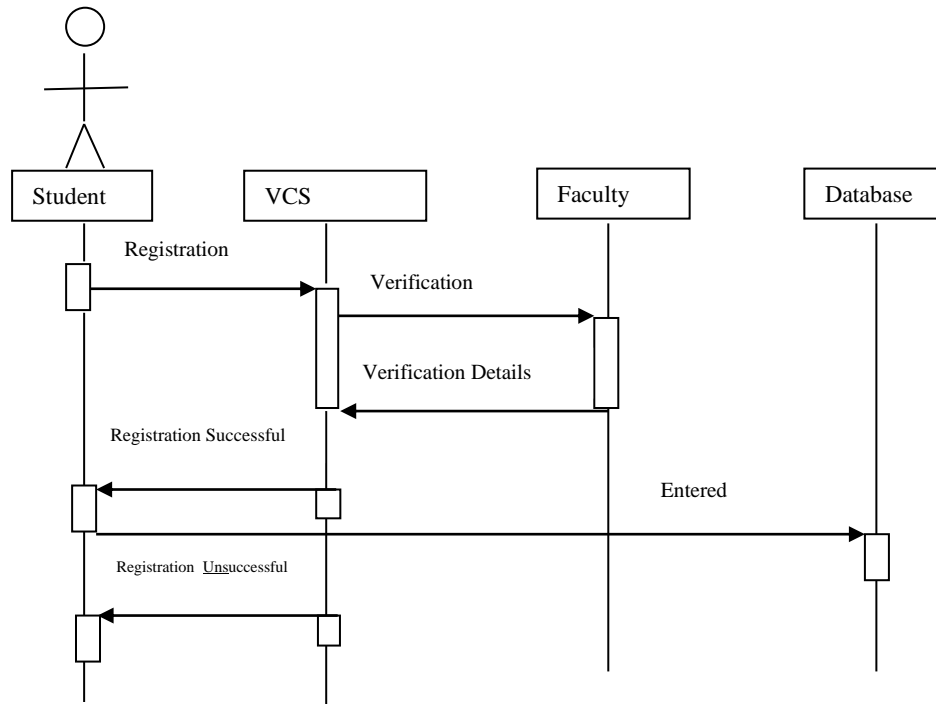 Student
VCS
Faculty
Database
Registration
Verification
Verification Details
Registration Successful
Entered
Registration Unsuccessful